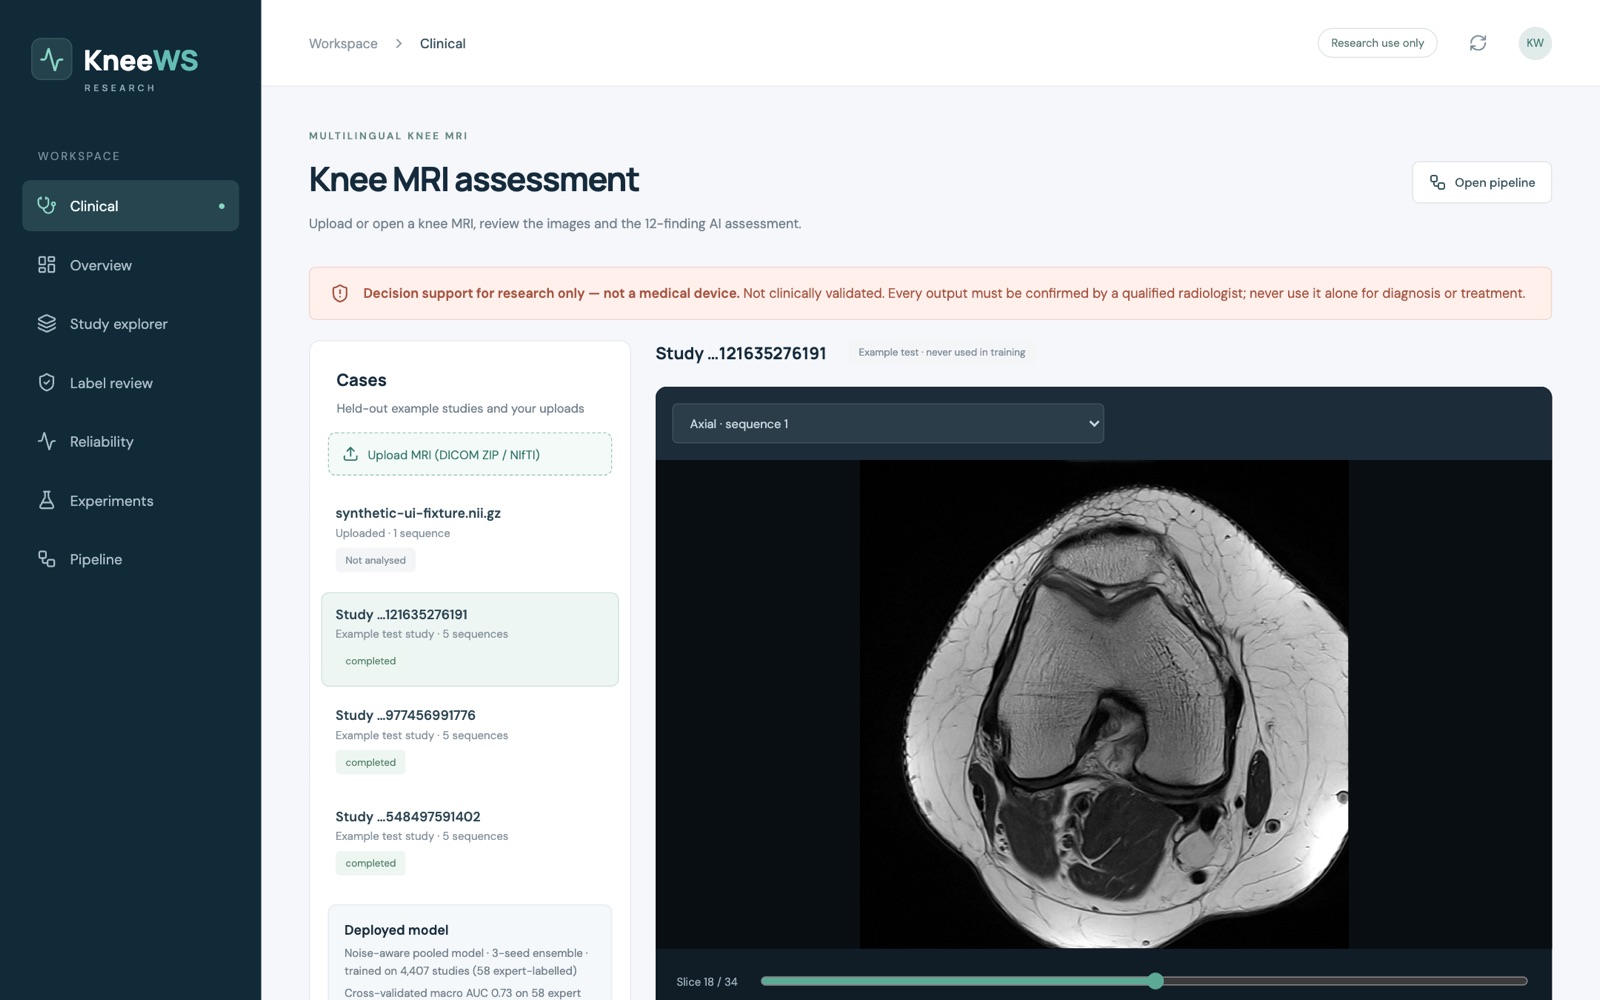 KneeWS
RESEARCH
WORKSPACE
Clinical
Overview
Study explorer
Label review
Reliability
Experiments
Pipeline
Workspace > Clinical
Research use only
KW
MULTILINGUAL KNEE MRI
Knee MRI assessment
Upload or open a knee MRI, review the images and the 12-finding AI assessment.
Open pipeline
Decision support for research only — not a medical device. Not clinically validated. Every output must be confirmed by a qualified radiologist; never use it alone for diagnosis or treatment.
Cases
Held-out example studies and your uploads
Upload MRI (DICOM ZIP / NIfTI)
synthetic-ui-fixture.nii.gz
Uploaded · 1 sequence
Not analysed
Study …121635276191
Example test study · 5 sequences
completed
Study …977456991776
Example test study · 5 sequences
completed
Study …548497591402
Example test study · 5 sequences
completed
Deployed model
Noise-aware pooled model · 3-seed ensemble ·
trained on 4,407 studies (58 expert-labelled)
Cross-validated macro AUC 0.73 on 58 expert
Study …121635276191
Example test · never used in training
Axial · sequence 1
Slice 18 / 34